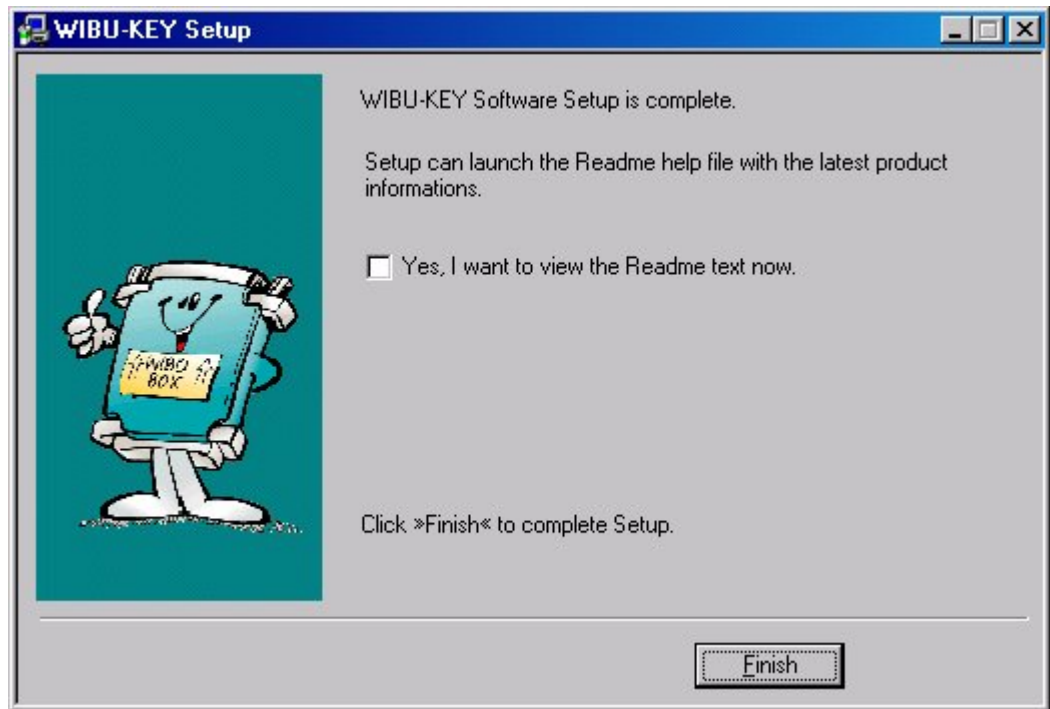 WIBU-KEY Setup
WIBU-KEY Software Setup is complete.
Setup can launch the Readme help file with the latest product
informations.
Yes, I want to view the Readme text now.
WIBO
BOX
Click »Finish« to complete Setup.
Finish